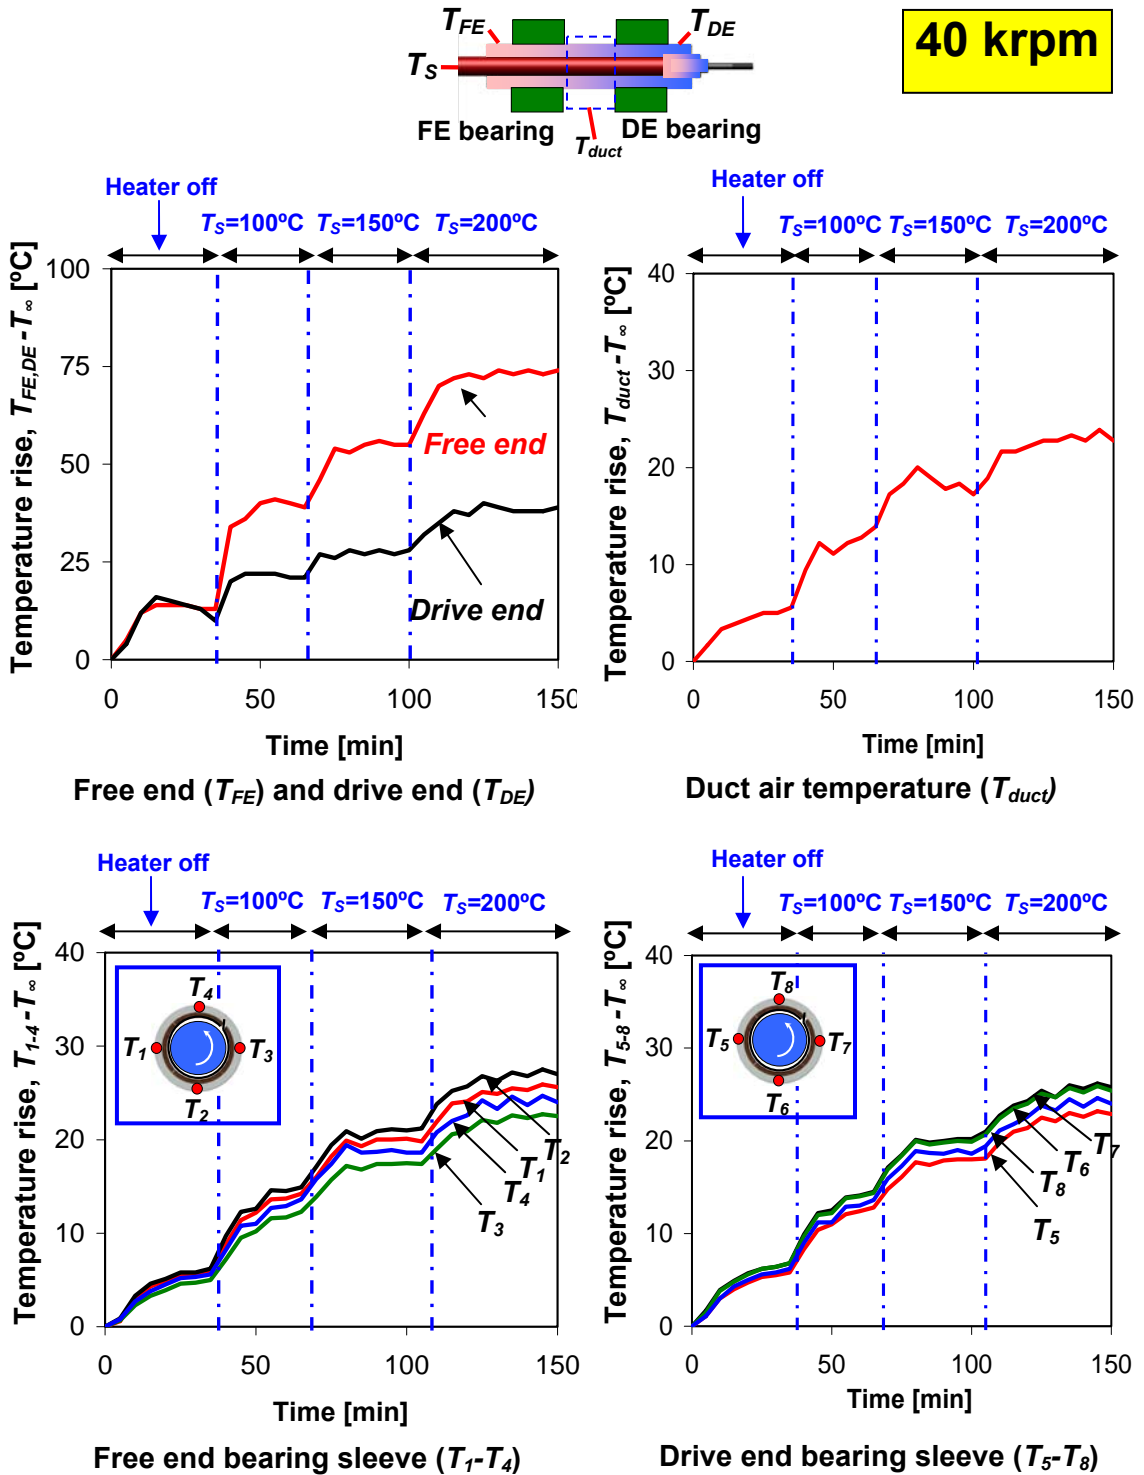 40 krpm
T_FE
T_DE
T_S
FE bearing
DE bearing
T_duct
Heater off
T_S=100ºC
T_S=150ºC
T_S=200ºC
Temperature rise, T_FE,DE -T_∞ [ºC]
100
75
50
25
0
Free end
Drive end
0
50
100
150
Time [min]
Free end (T_FE) and drive end (T_DE)
Heater off
T_S=100ºC
T_S=150ºC
T_S=200ºC
Temperature rise, T_duct -T_∞ [ºC]
40
30
20
10
0
0
50
100
150
Time [min]
Duct air temperature (T_duct)
Heater off
T_S=100ºC
T_S=150ºC
T_S=200ºC
Temperature rise, T_1-4 -T_∞ [ºC]
40
30
20
10
0
T_4
T_1
T_3
T_2
T_2
T_1
T_4
T_3
0
50
100
150
Time [min]
Free end bearing sleeve (T_1-T_4)
Heater off
T_S=100ºC
T_S=150ºC
T_S=200ºC
Temperature rise, T_5-8 -T_∞ [ºC]
40
30
20
10
0
T_8
T_5
T_7
T_6
T_7
T_6
T_8
T_5
0
50
100
150
Time [min]
Drive end bearing sleeve (T_5-T_8)